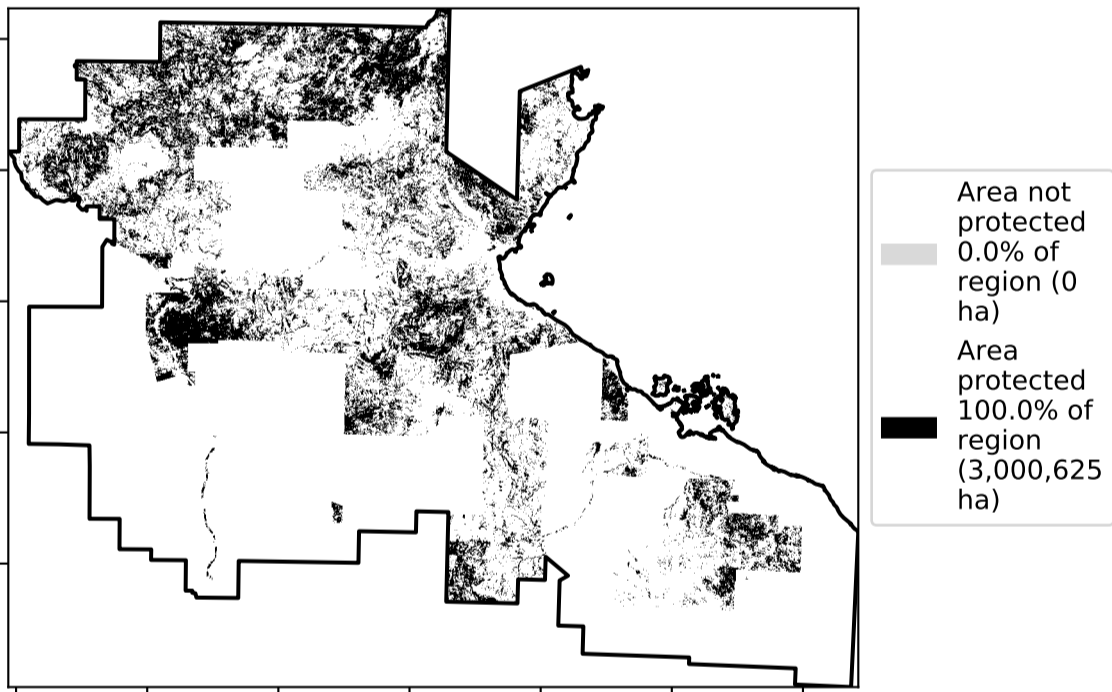 Area not
protected
0.0% of
region (0
ha)
Area
protected
100.0% of
region
(3,000,625
ha)